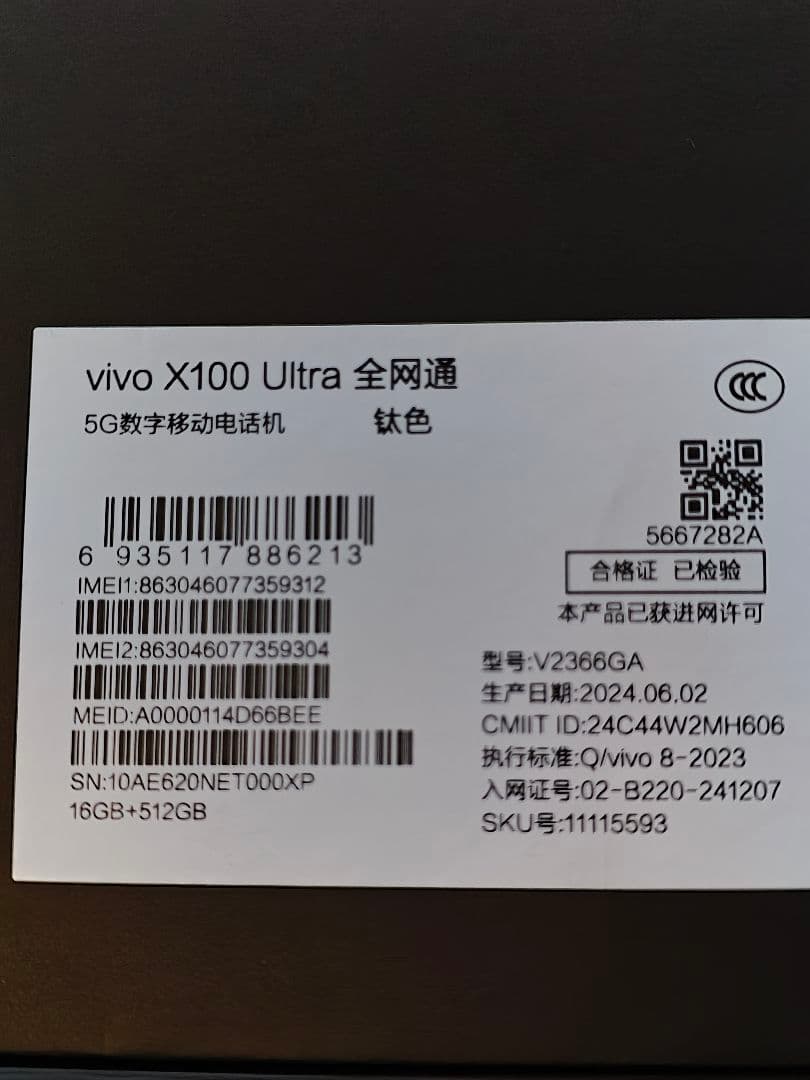 vivo X100 Ultra 全网通
5G数字移动电话机 钛色
CCC
6 935117 886213
IMEI1:863046077359312
IMEI2:863046077359304
MEID:A0000114D66BEE
SN:10AE620NET000XP
16GB+512GB
5667282A
合格证 已检验
本产品已获进网许可
型号:V2366GA
生产日期:2024.06.02
CMIIT ID:24C44W2MH606
执行标准:Q/vivo 8-2023
入网证号:02-B220-241207
SKU号:11115593